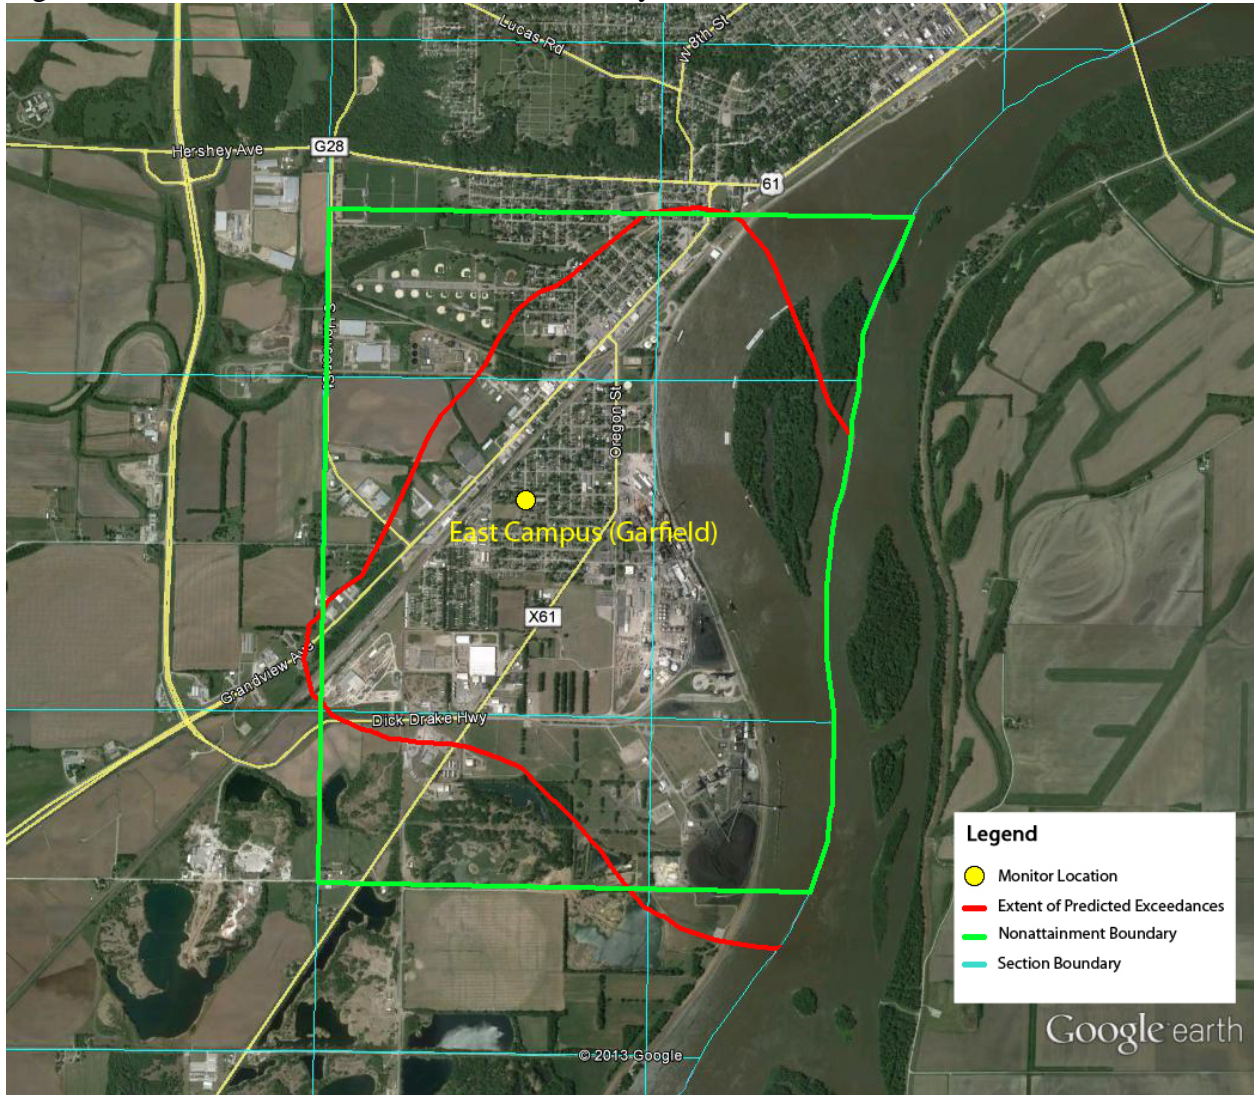 Lucas Rd
W 8th St
Hershey Ave
G28
61
Oregon St
East Campus (Garfield)
X61
Grandview Ave
Dick Drake Hwy
Legend
Monitor Location
Extent of Predicted Exceedances
Nonattainment Boundary
Section Boundary
© 2013 Google
Google earth